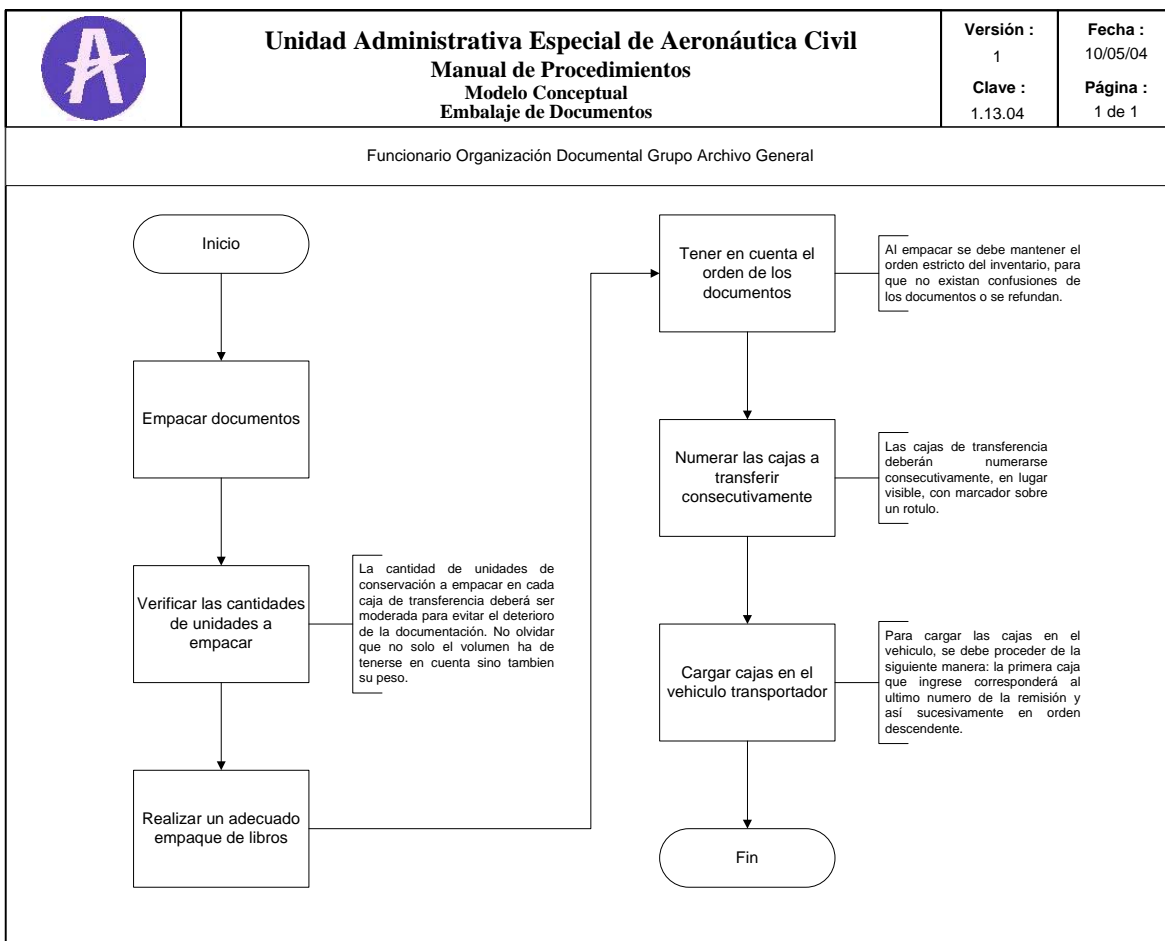 Unidad Administrativa Especial de Aeronáutica Civil
Manual de Procedimientos
Modelo Conceptual
Embalaje de Documentos
Versión :
1
Clave :
1.13.04
Fecha :
10/05/04
Página :
1 de 1
Funcionario Organización Documental Grupo Archivo General
Inicio
Empacar documentos
Verificar las cantidades
de unidades a
empacar
La cantidad de unidades de
conservación a empacar en cada
caja de transferencia deberá ser
moderada para evitar el deterioro
de la documentación. No olvidar
que no solo el volumen ha de
tenerse en cuenta sino tambien
su peso.
Realizar un adecuado
empaque de libros
Tener en cuenta el
orden de los
documentos
Al empacar se debe mantener el
orden estricto del inventario, para
que no existan confusiones de
los documentos o se refundan.
Numerar las cajas a
transferir
consecutivamente
Las cajas de transferencia
deberán numerarse
consecutivamente, en lugar
visible, con marcador sobre
un rotulo.
Cargar cajas en el
vehiculo transportador
Para cargar las cajas en el
vehiculo, se debe proceder de la
siguiente manera: la primera caja
que ingrese corresponderá al
ultimo numero de la remisión y
así sucesivamente en orden
descendente.
Fin